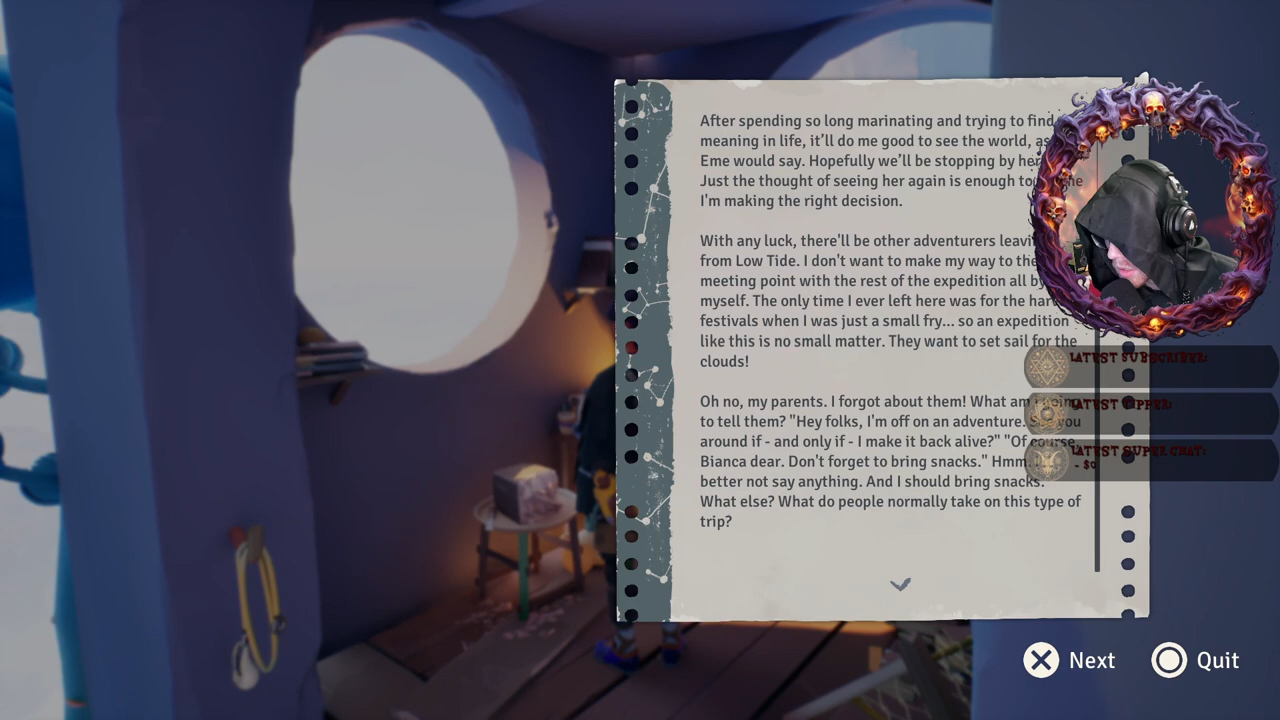 After spending so long marinating and trying to find
meaning in life, it'll do me good to see the world, as
Eme would say. Hopefully we'll be stopping by her
Just the thought of seeing her again is enough to
I'm making the right decision.
With any luck, there'll be other adventurers
from Low Tide. I don't want to make my way to the
meeting point with the rest of the expedition all by
myself. The only time I ever left here was for the
festivals when I was just a small fry... so an expedition
like this is no small matter. They want to set sail for the
clouds!
Oh no, my parents. I forgot about them! What am I
to tell them? "Hey folks, I'm off on an adventure. you
around if - and only if - I make it back alive?" "Of course,
Bianca dear. Don't forget to bring snacks." Hmm.
better not say anything. And I should bring snacks.
What else? What do people normally take on this type of
trip?
LATEST SUBSCRIBER:
LATEST TIPPER:
LATEST SUPER CHAT:
- $0
Next
Quit